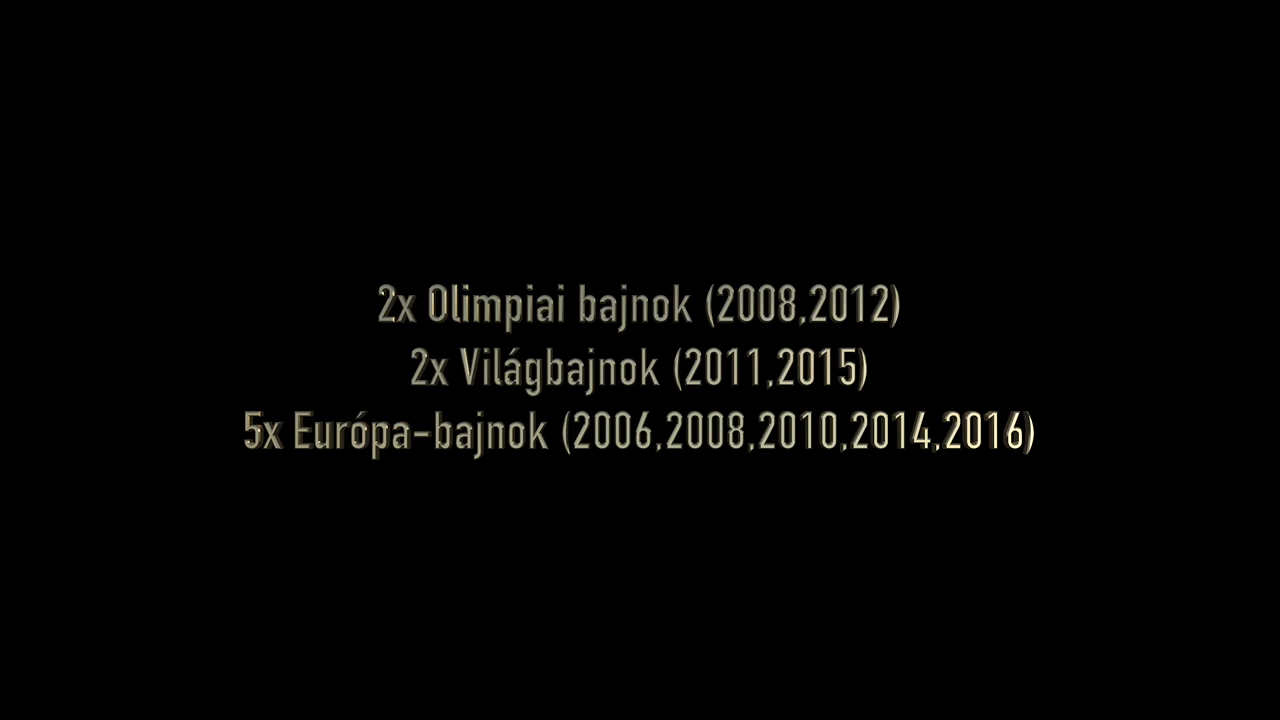 2x Olimpiai bajnok (2008,2012)
2x Világbajnok (2011,2015)
5x Európa-bajnok (2006,2008,2010,2014,2016)